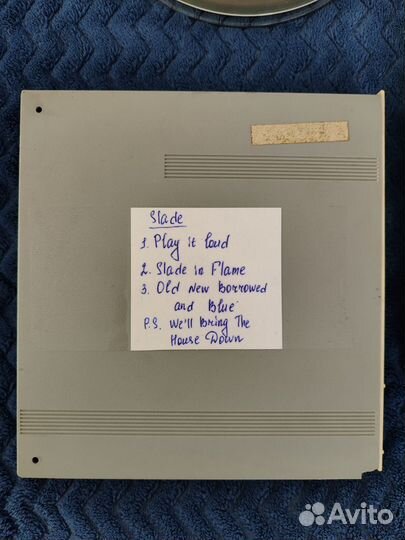 Slade
1. Play it loud
2. Slade in Flame
3. Old New Borrowed
and Blue
P.S. We'll Bring The
House Down
Avito